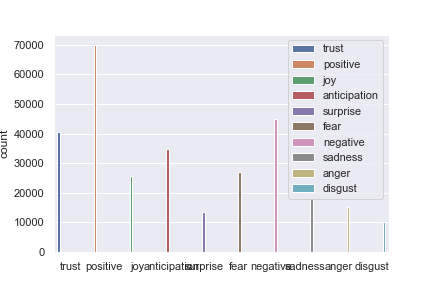 70000
60000
50000
40000
30000
20000
10000
0
count
trust positive joy anticipation surprise fear negative sadness anger disgust
trust
positive
joy
anticipation
surprise
fear
negative
sadness
anger
disgust